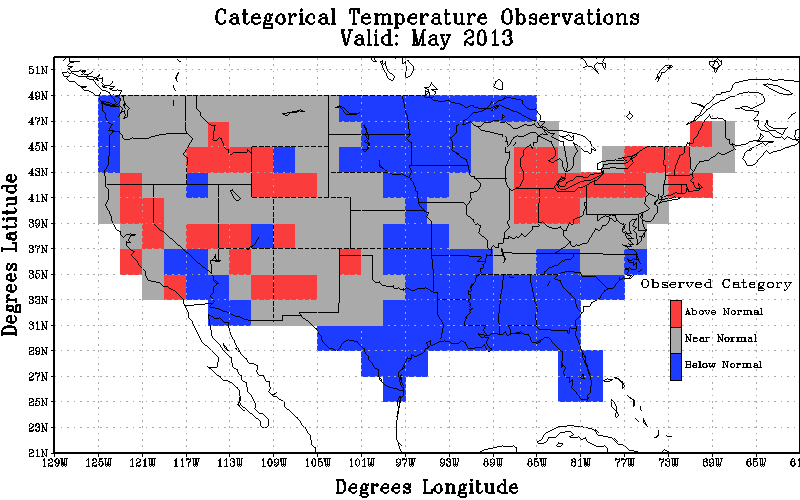 Categorical Temperature Observations
Valid: May 2013
Degrees Latitude
51N
49N
47N
45N
43N
41N
39N
37N
35N
33N
31N
29N
27N
25N
23N
21N
Observed Category
Above Normal
Near Normal
Below Normal
129W 125W 121W 117W 113W 109W 105W 101W 97W 93W 89W 85W 81W 77W 73W 69W 65W
Degrees Longitude